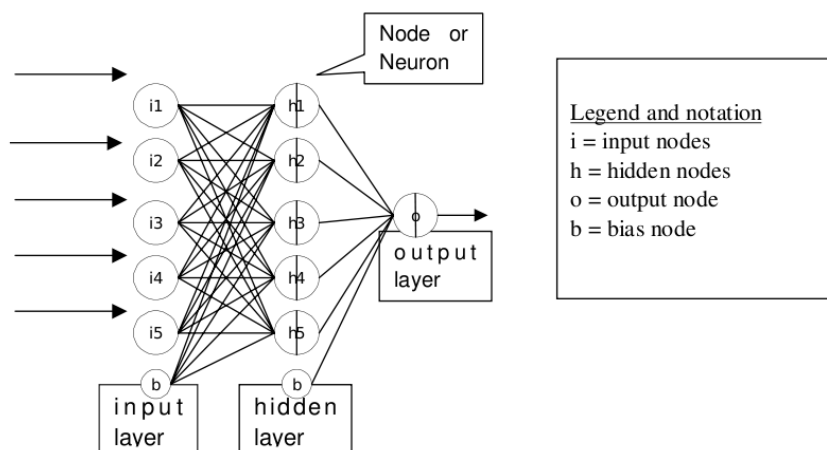 Node or
Neuron
i1
h1
i2
h2
i3
h3
o
i4
h4
output
layer
i5
h5
b
b
input
layer
hidden
layer
Legend and notation
i = input nodes
h = hidden nodes
o = output node
b = bias node